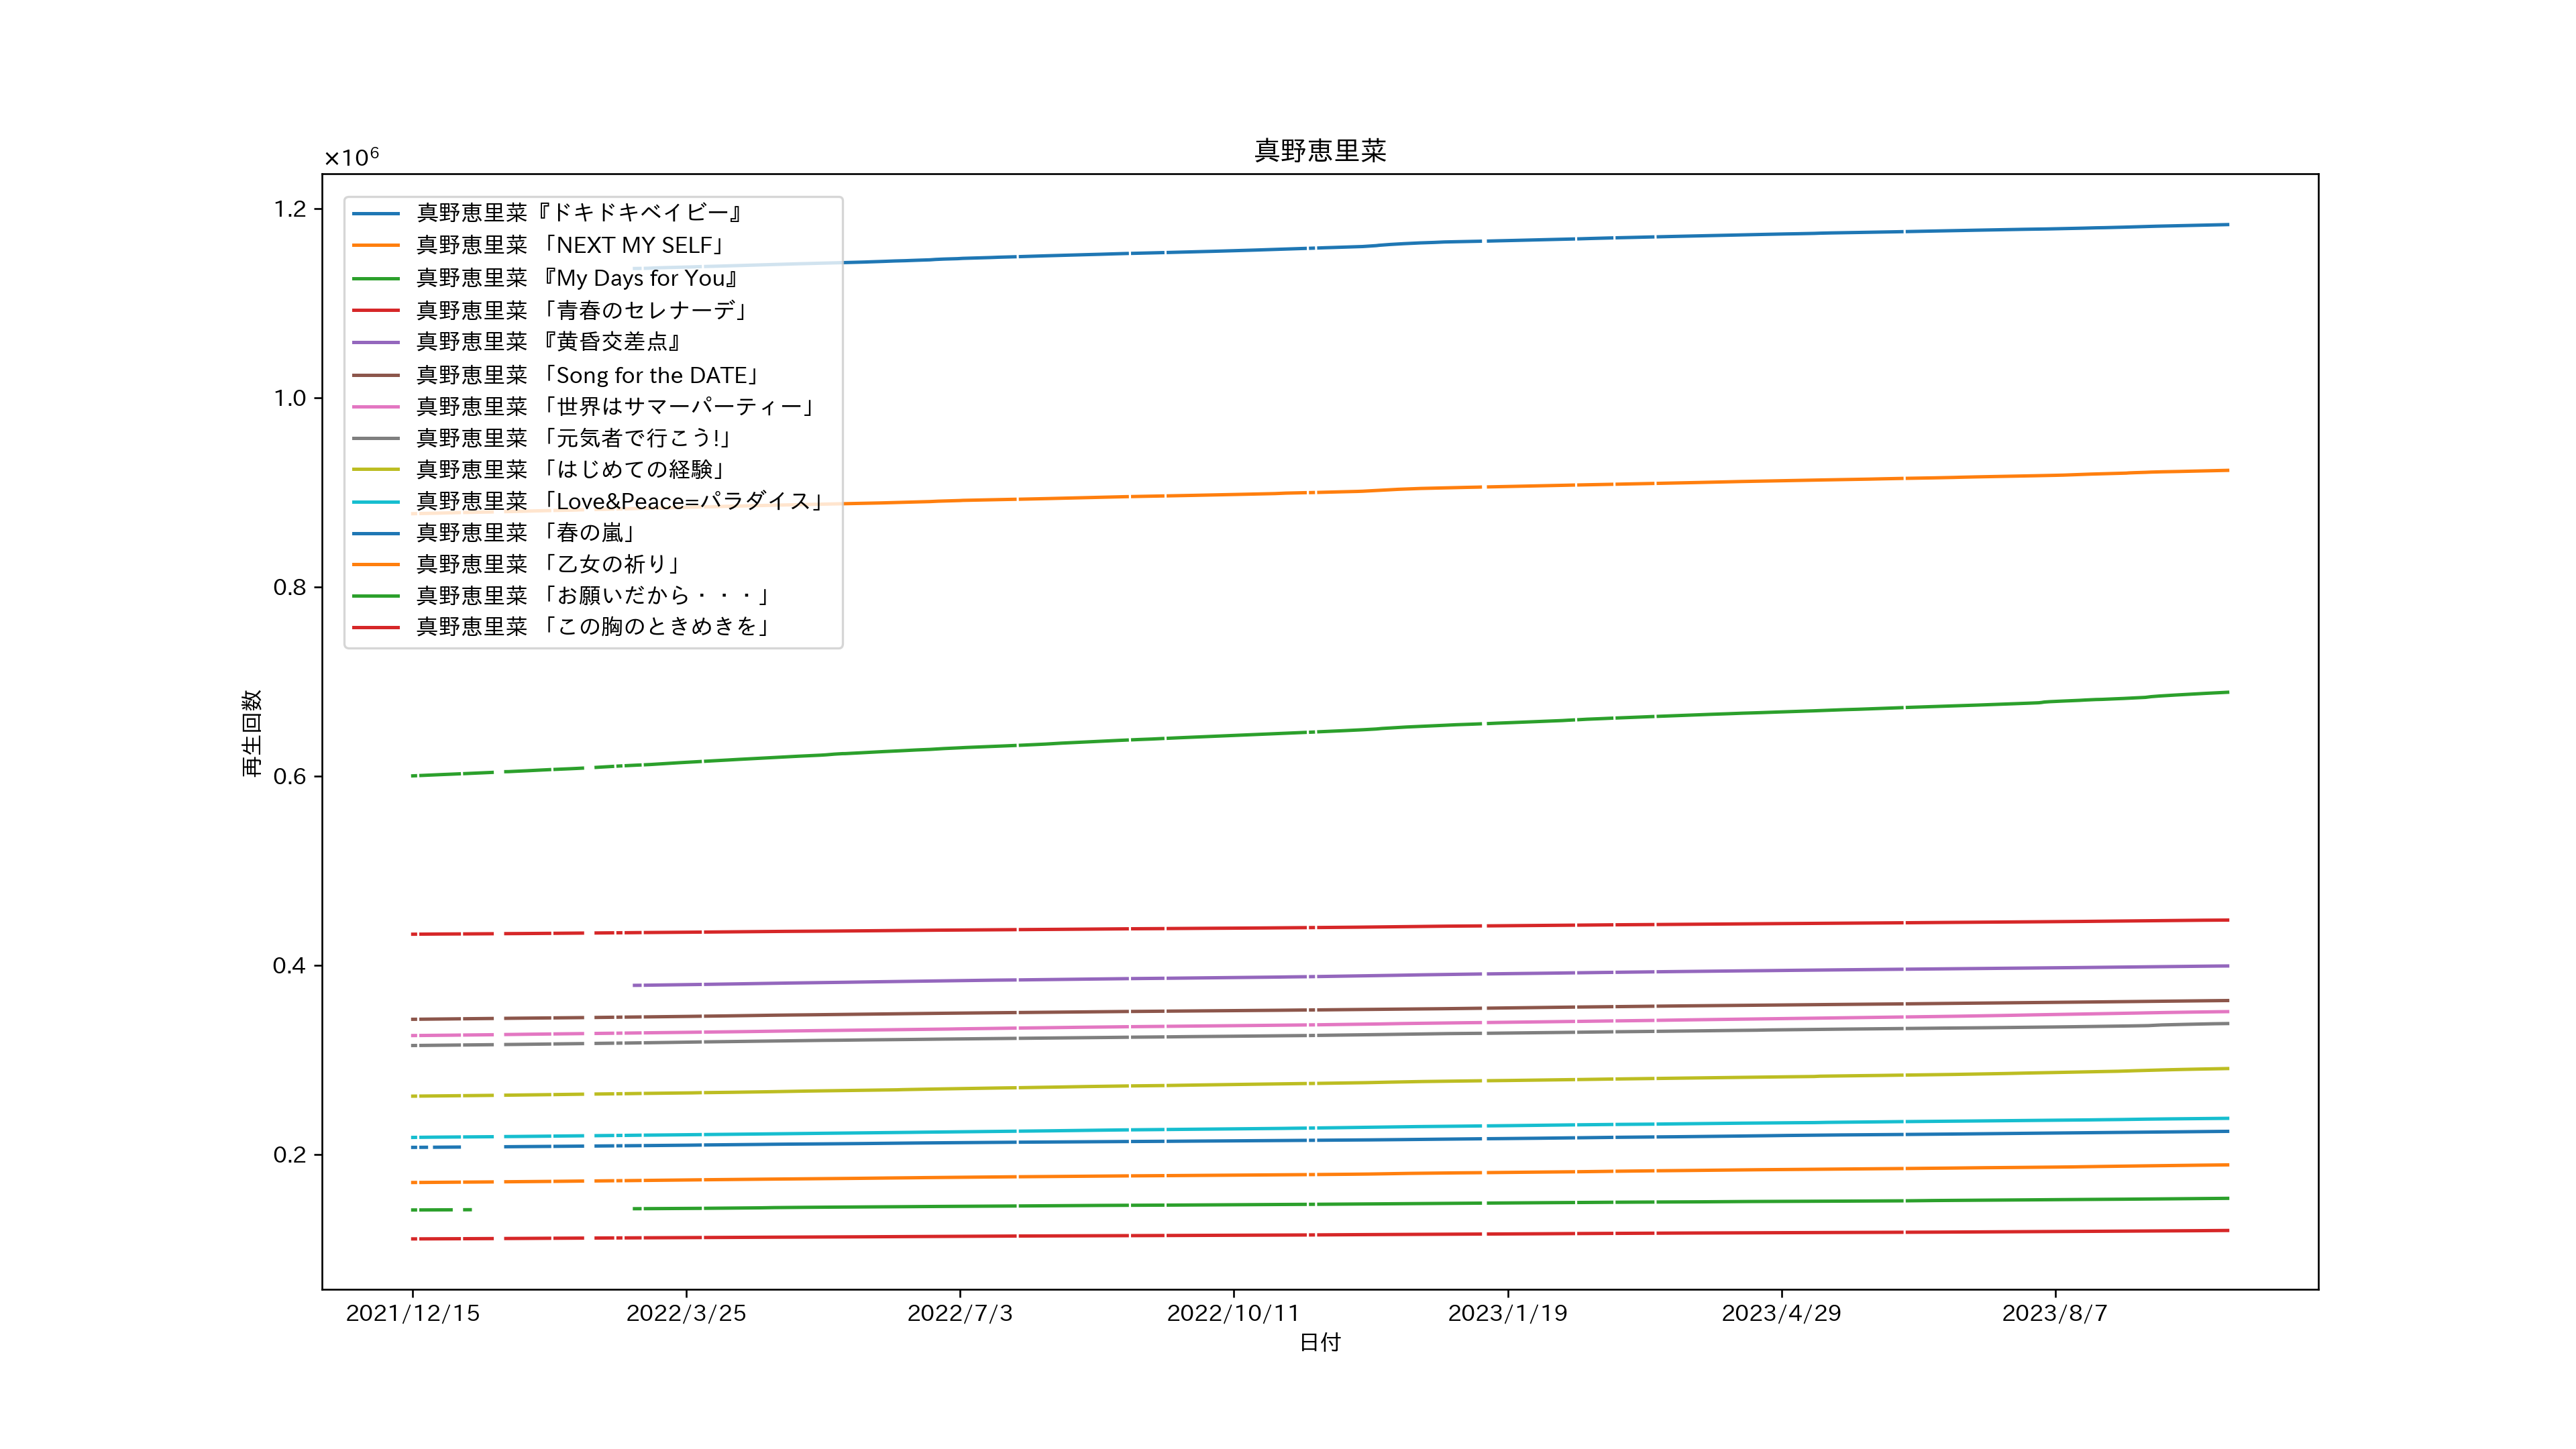 真野恵里菜
×10⁶
1.2
1.0
0.8
0.6
0.4
0.2
再生回数
真野恵里菜『ドキドキベイビー』
真野恵里菜 「NEXT MY SELF」
真野恵里菜 『My Days for You』
真野恵里菜 「青春のセレナーデ」
真野恵里菜 『黄昏交差点』
真野恵里菜 「Song for the DATE」
真野恵里菜 「世界はサマーパーティー」
真野恵里菜 「元気者で行こう!」
真野恵里菜 「はじめての経験」
真野恵里菜 「Love&Peace=パラダイス」
真野恵里菜 「春の嵐」
真野恵里菜 「乙女の祈り」
真野恵里菜 「お願いだから・・・」
真野恵里菜 「この胸のときめきを」
2021/12/15 2022/3/25 2022/7/3 2022/10/11 2023/1/19 2023/4/29 2023/8/7
日付